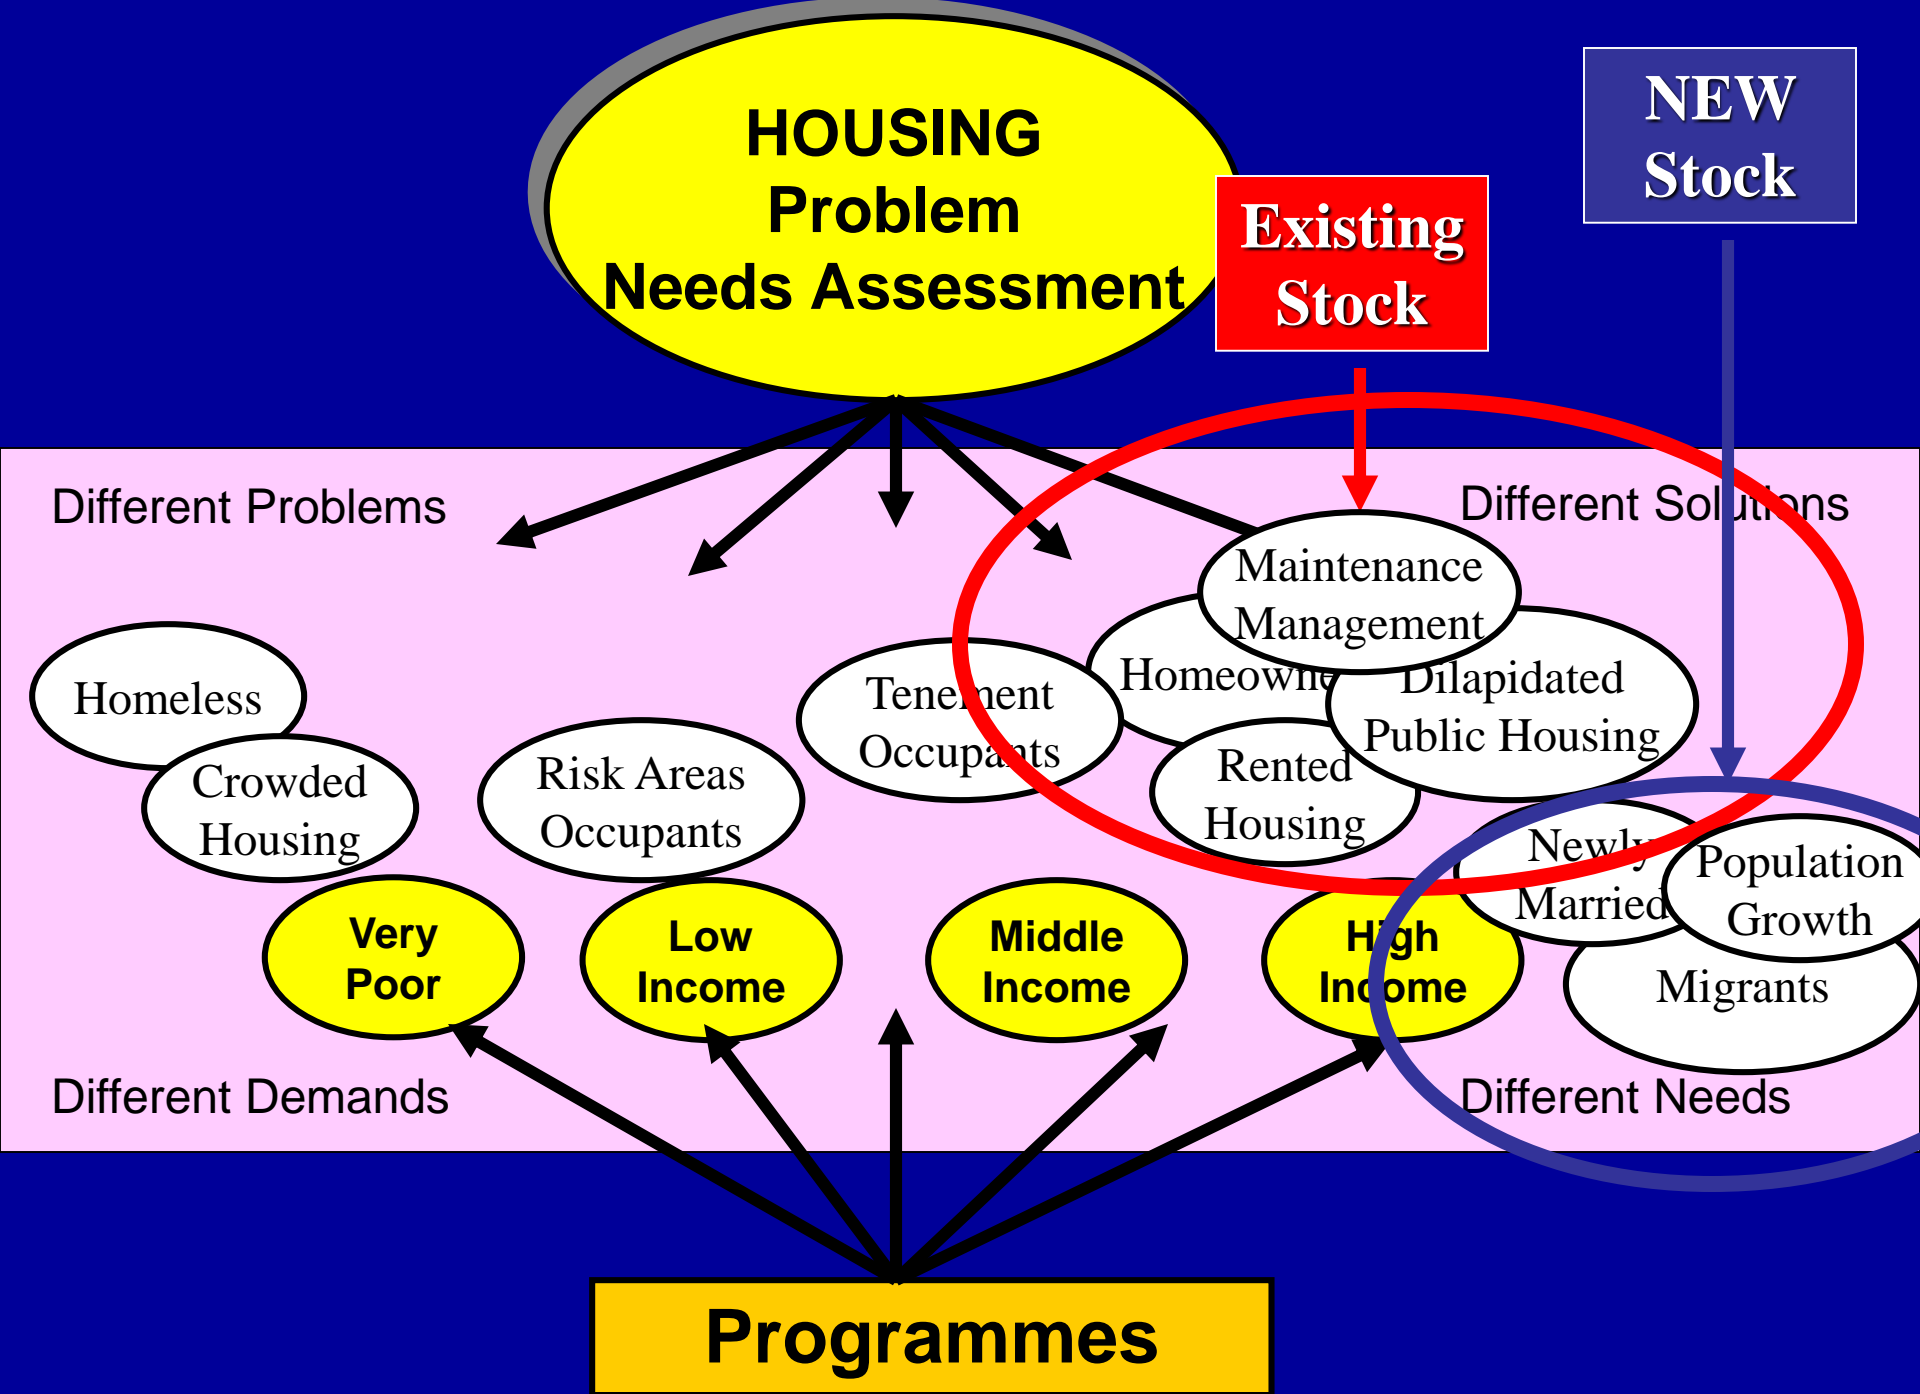 HOUSING
Problem
Needs Assessment
NEW
Stock
Existing
Stock
Different Problems
Different Solutions
Maintenance
Management
Homeless
Tenement
Occupants
Dilapidated
Public Housing
Crowded
Housing
Risk Areas
Occupants
Rented
Housing
Newly
Married
Population
Growth
Migrants
Very
Poor
Low
Income
Middle
Income
High
Income
Different Demands
Different Needs
Programmes